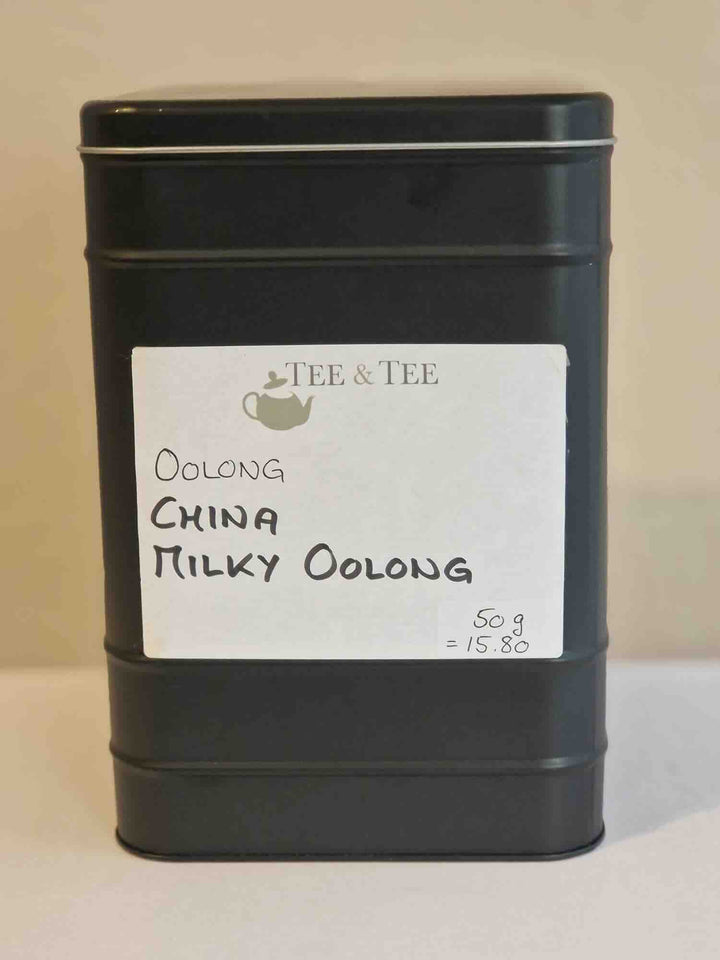 TEE & TEE
OOLONG
CHINA
MILKY OOLONG
50 g
= 15.80